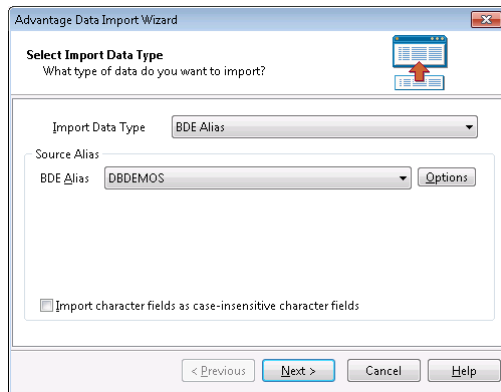 Advantage Data Import Wizard
Select Import Data Type
What type of data do you want to import?
Import Data Type BDE Alias
Source Alias
BDE Alias DBDEMOS Options
Import character fields as case-insensitive character fields
< Previous Next > Cancel Help